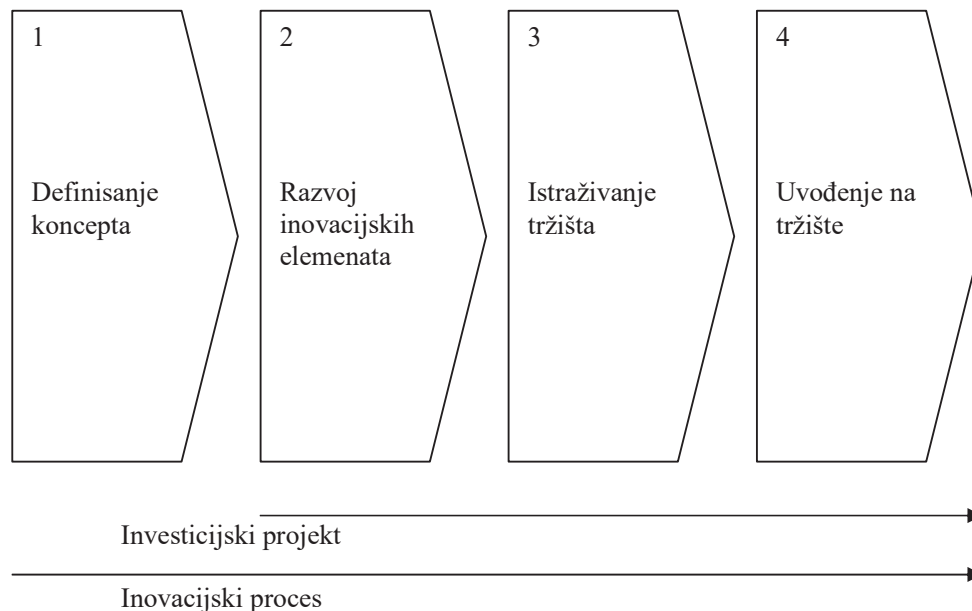 1
Definisanje
koncepta
2
Razvoj
inovacijskih
elemenata
3
Istraživanje
tržišta
4
Uvođenje na
tržište
Investicijski projekt
Inovacijski proces